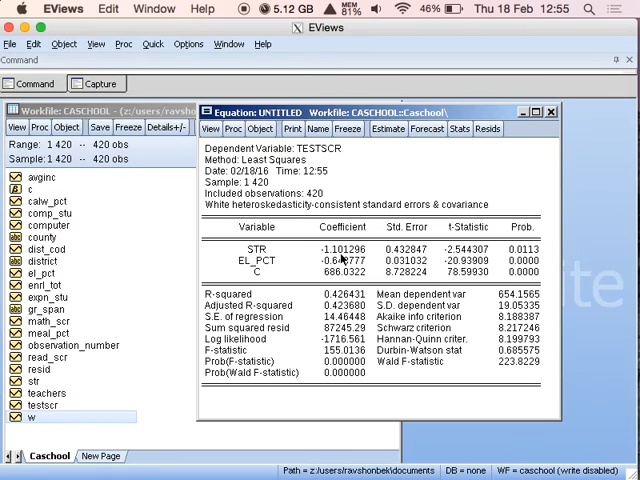 EViews Edit Window Help 5.12 GB MEM 81% 46% Thu 18 Feb 12:55
EViews
File Edit Object View Proc Quick Options Window Help
Command
Command Capture
Workfile: CASCHOOL - (z:/users/ravshon
View Proc Object Save Freeze Details+/-
Range: 1 420 -- 420 obs
Sample: 1 420 -- 420 obs
avginc
c
calw_pct
comp_stu
computer
county
dist_cod
district
el_pct
enrl_tot
expn_stu
gr_span
math_scr
meal_pct
observation_number
read_scr
resid
str
teachers
testscr
w
Caschool New Page
Equation: UNTITLED Workfile: CASCHOOL::Caschool\
View Proc Object Print Name Freeze Estimate Forecast Stats Resids
Dependent Variable: TESTSCR
Method: Least Squares
Date: 02/18/16 Time: 12:55
Sample: 1 420
Included observations: 420
White heteroskedasticity-consistent standard errors & covariance
Variable Coefficient Std. Error t-Statistic Prob.
STR -1.101296 0.432847 -2.544307 0.0113
EL_PCT 0.031032 -20.93909 0.0000
C 686.0322 8.728224 78.59930 0.0000
R-squared 0.426431 Mean dependent var 654.1565
Adjusted R-squared 0.423680 S.D. dependent var 19.05335
S.E. of regression 14.46448 Akaike info criterion 8.188387
Sum squared resid 87245.29 Schwarz criterion 8.217246
Log likelihood -1716.561 Hannan-Quinn criter. 8.199793
F-statistic 155.0136 Durbin-Watson stat 0.685575
Prob(F-statistic) 0.000000 Wald F-statistic 223.8229
Prob(Wald F-statistic) 0.000000
Path = z:/users/ravshonbek\documents DB = none WF = caschool (write disabled)